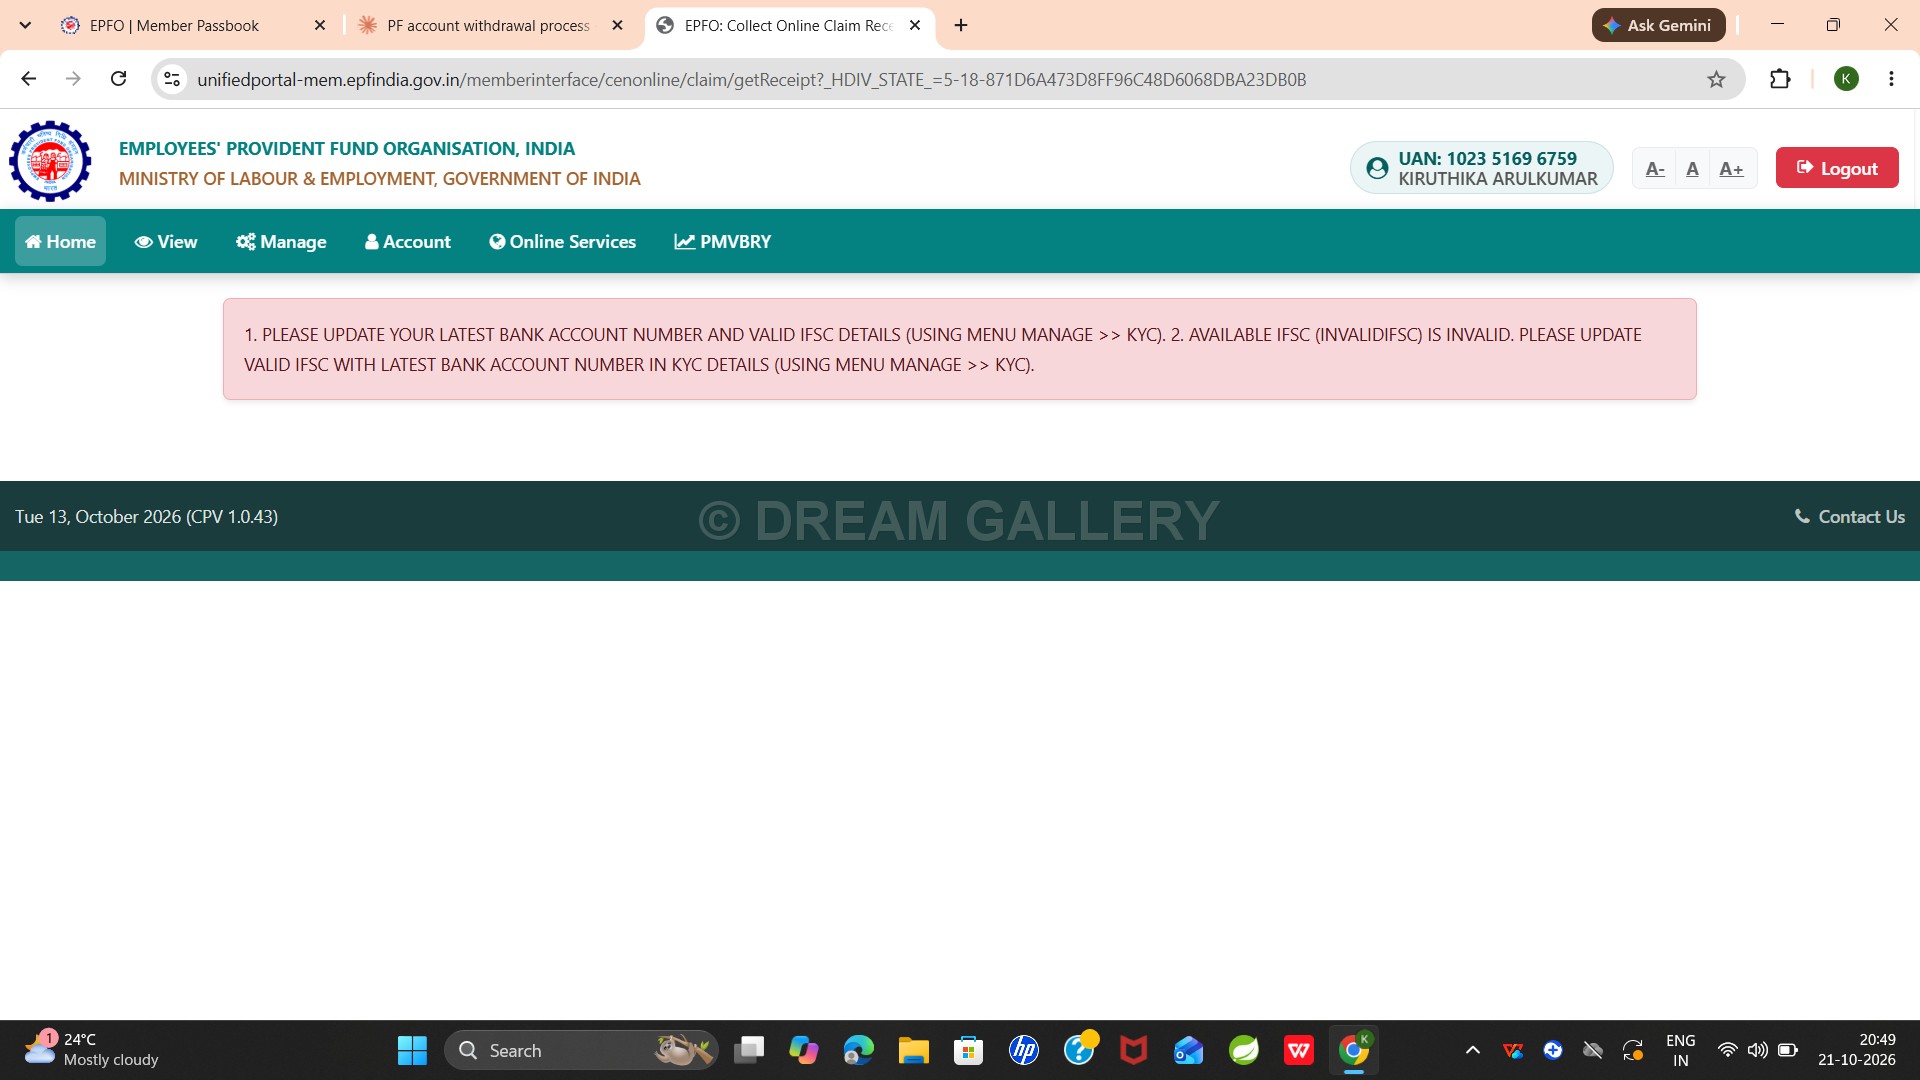 EPFO | Member Passbook
PF account withdrawal process
EPFO: Collect Online Claim Rece
Ask Gemini
unifiedportal-mem.epfindia.gov.in/memberinterface/cenonline/claim/getReceipt?_HDIV_STATE_=5-18-871D6A473D8FF96C48D6068DBA23DB0B
K
EMPLOYEES' PROVIDENT FUND ORGANISATION, INDIA
MINISTRY OF LABOUR & EMPLOYMENT, GOVERNMENT OF INDIA
UAN: 1023 5169 6759
KIRUTHIKA ARULKUMAR
A- A A+
Logout
Home View Manage Account Online Services PMVBRY
1. PLEASE UPDATE YOUR LATEST BANK ACCOUNT NUMBER AND VALID IFSC DETAILS (USING MENU MANAGE >> KYC). 2. AVAILABLE IFSC (INVALIDIFSC) IS INVALID. PLEASE UPDATE
VALID IFSC WITH LATEST BANK ACCOUNT NUMBER IN KYC DETAILS (USING MENU MANAGE >> KYC).
Tue 13, October 2026 (CPV 1.0.43)
© DREAM GALLERY
Contact Us
1
24°C
Mostly cloudy
Search
hp
K
ENG
IN
20:49
21-10-2026